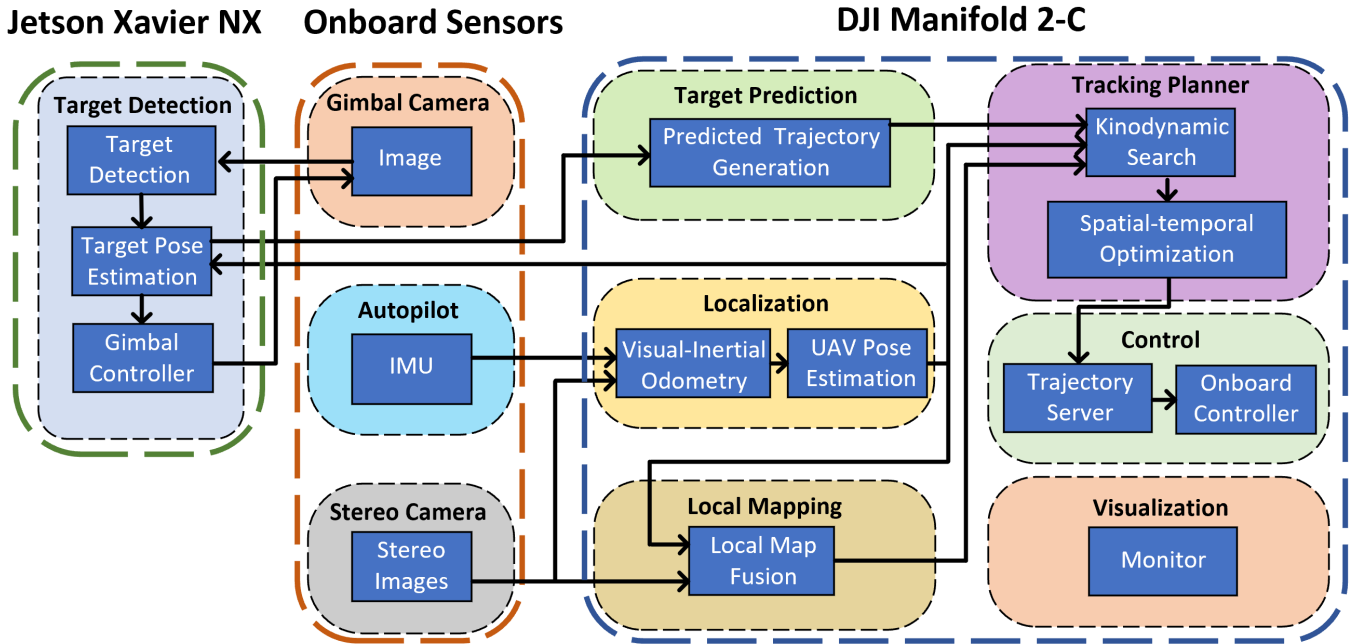 Jetson Xavier NX
Target Detection
Target
Detection
Target Pose
Estimation
Gimbal
Controller
Onboard Sensors
Gimbal Camera
Image
Autopilot
IMU
Stereo Camera
Stereo
Images
DJI Manifold 2-C
Target Prediction
Predicted Trajectory
Generation
Localization
Visual-Inertial
Odometry
UAV Pose
Estimation
Local Mapping
Local Map
Fusion
Tracking Planner
Kinodynamic
Search
Spatial-temporal
Optimization
Control
Trajectory
Server
Onboard
Controller
Visualization
Monitor